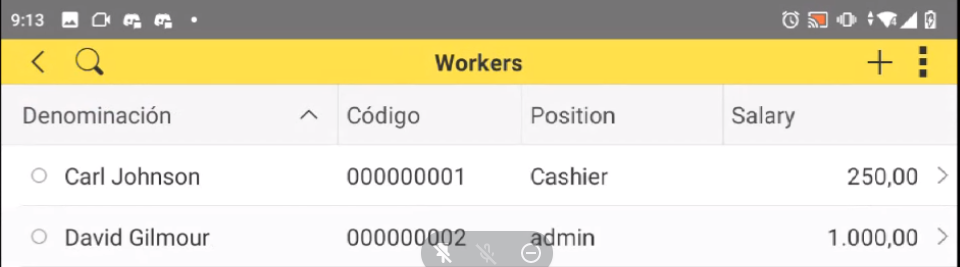 9:13
Workers
Denominación Código Position Salary
Carl Johnson 000000001 Cashier 250,00
David Gilmour 000000002 admin 1.000,00